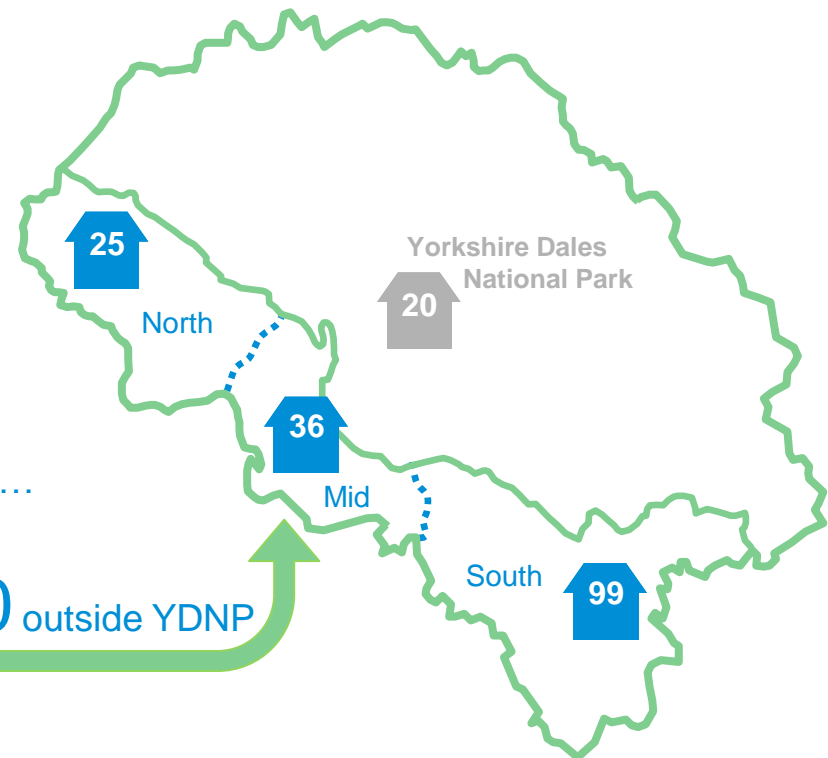 25
Yorkshire Dales
National Park
20
North
36
…
Mid
South
99
outside YDNP